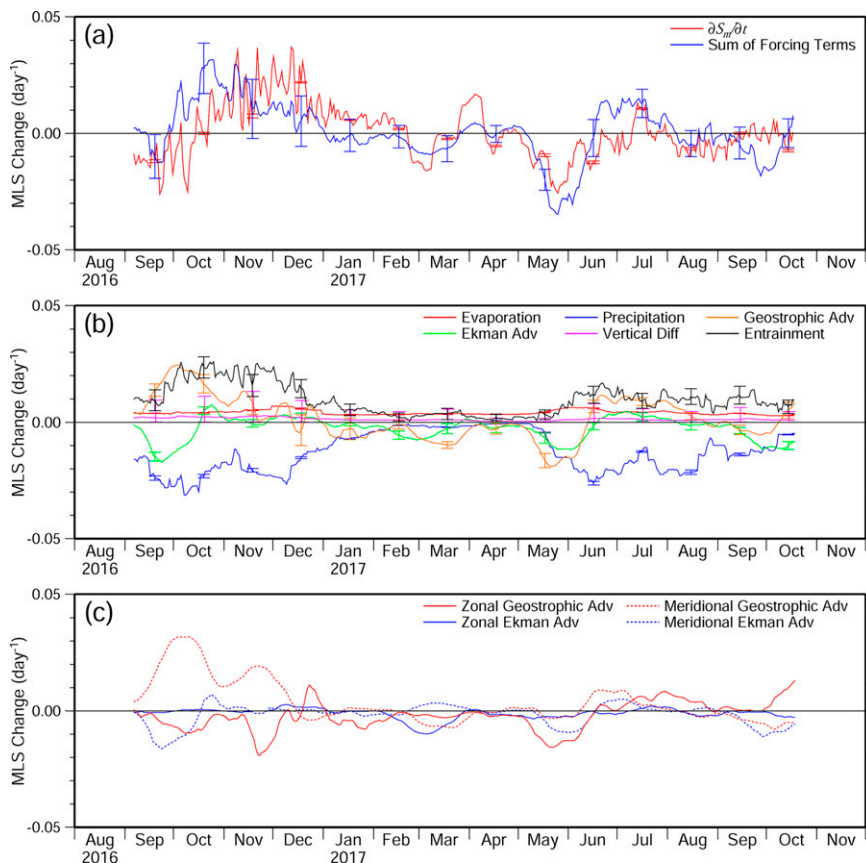 (a)
∂Sm/∂t
Sum of Forcing Terms
MLS Change (day-1)
0.05
0.00
-0.05
Aug Sep Oct Nov Dec Jan Feb Mar Apr May Jun Jul Aug Sep Oct Nov
2016 2017
(b)
Evaporation Precipitation Geostrophic Adv
Ekman Adv Vertical Diff Entrainment
MLS Change (day-1)
0.05
0.00
-0.05
Aug Sep Oct Nov Dec Jan Feb Mar Apr May Jun Jul Aug Sep Oct Nov
2016 2017
(c)
Zonal Geostrophic Adv Meridional Geostrophic Adv
Zonal Ekman Adv Meridional Ekman Adv
MLS Change (day-1)
0.05
0.00
-0.05
Aug Sep Oct Nov Dec Jan Feb Mar Apr May Jun Jul Aug Sep Oct Nov
2016 2017